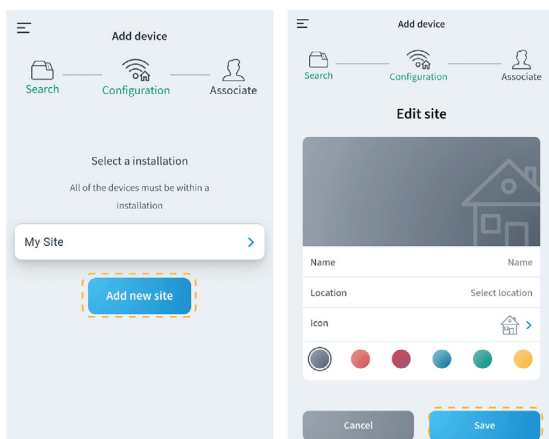 Add device
Search
Configuration
Associate
Select a installation
All of the devices must be within a
installation
My Site
Add new site
Add device
Search
Configuration
Associate
Edit site
Name Name
Location Select location
Icon
Cancel Save